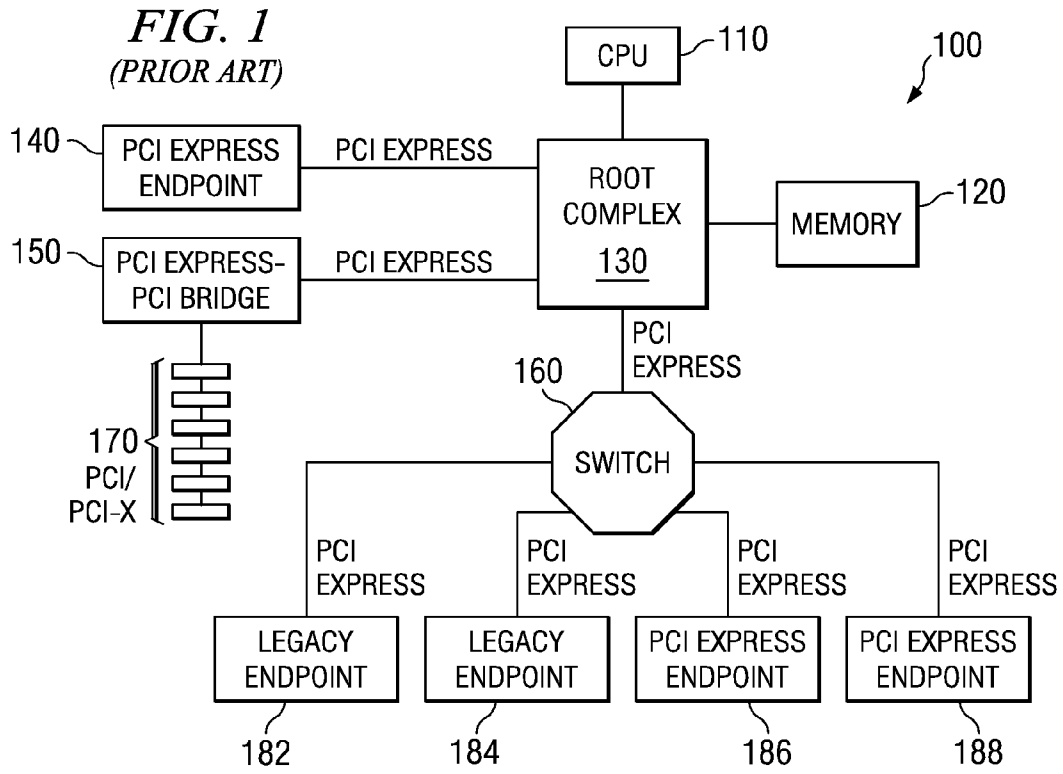 FIG. 1
(PRIOR ART)
CPU
110
100
140
PCI EXPRESS
ENDPOINT
PCI EXPRESS
ROOT
COMPLEX
130
MEMORY
120
150
PCI EXPRESS–
PCI BRIDGE
PCI EXPRESS
PCI
EXPRESS
170
PCI/
PCI–X
160
SWITCH
PCI
EXPRESS
PCI
EXPRESS
PCI
EXPRESS
PCI
EXPRESS
LEGACY
ENDPOINT
LEGACY
ENDPOINT
PCI EXPRESS
ENDPOINT
PCI EXPRESS
ENDPOINT
182
184
186
188